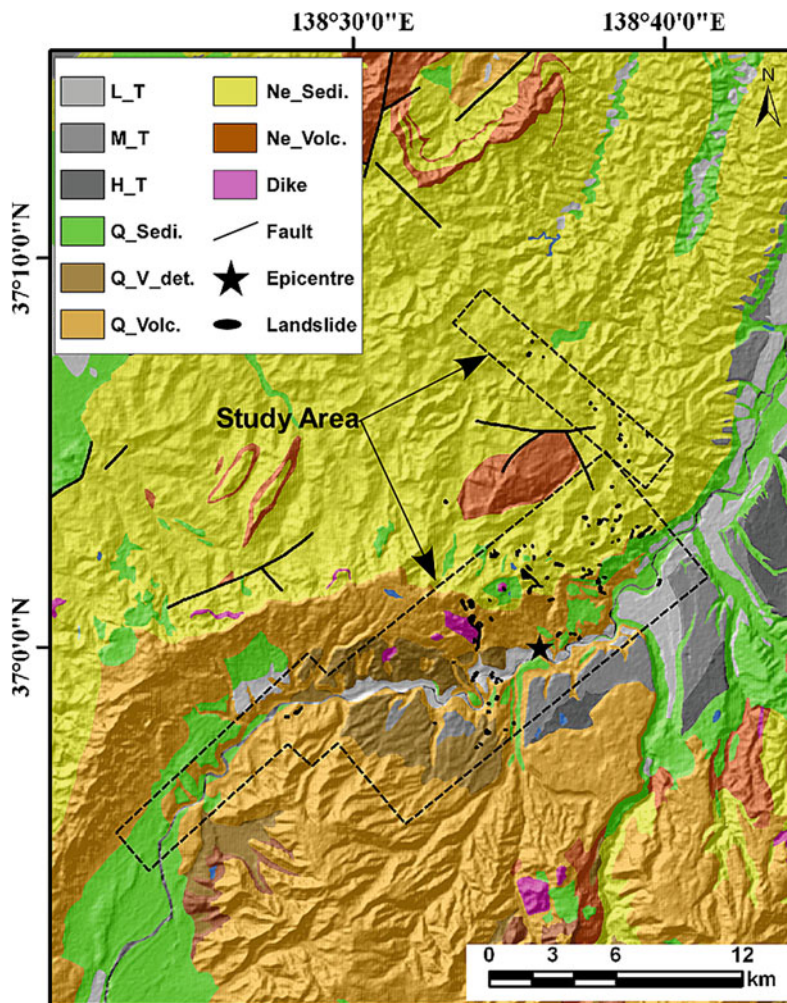 138°30'0"E 138°40'0"E
L_T
M_T
H_T
Q_Sedi.
Q_V_det.
Q_Volc.
Ne_Sedi.
Ne_Volc.
Dike
Fault
Epicentre
Landslide
N
37°10'0"N
Study Area
37°0'0"N
0 3 6 12
km